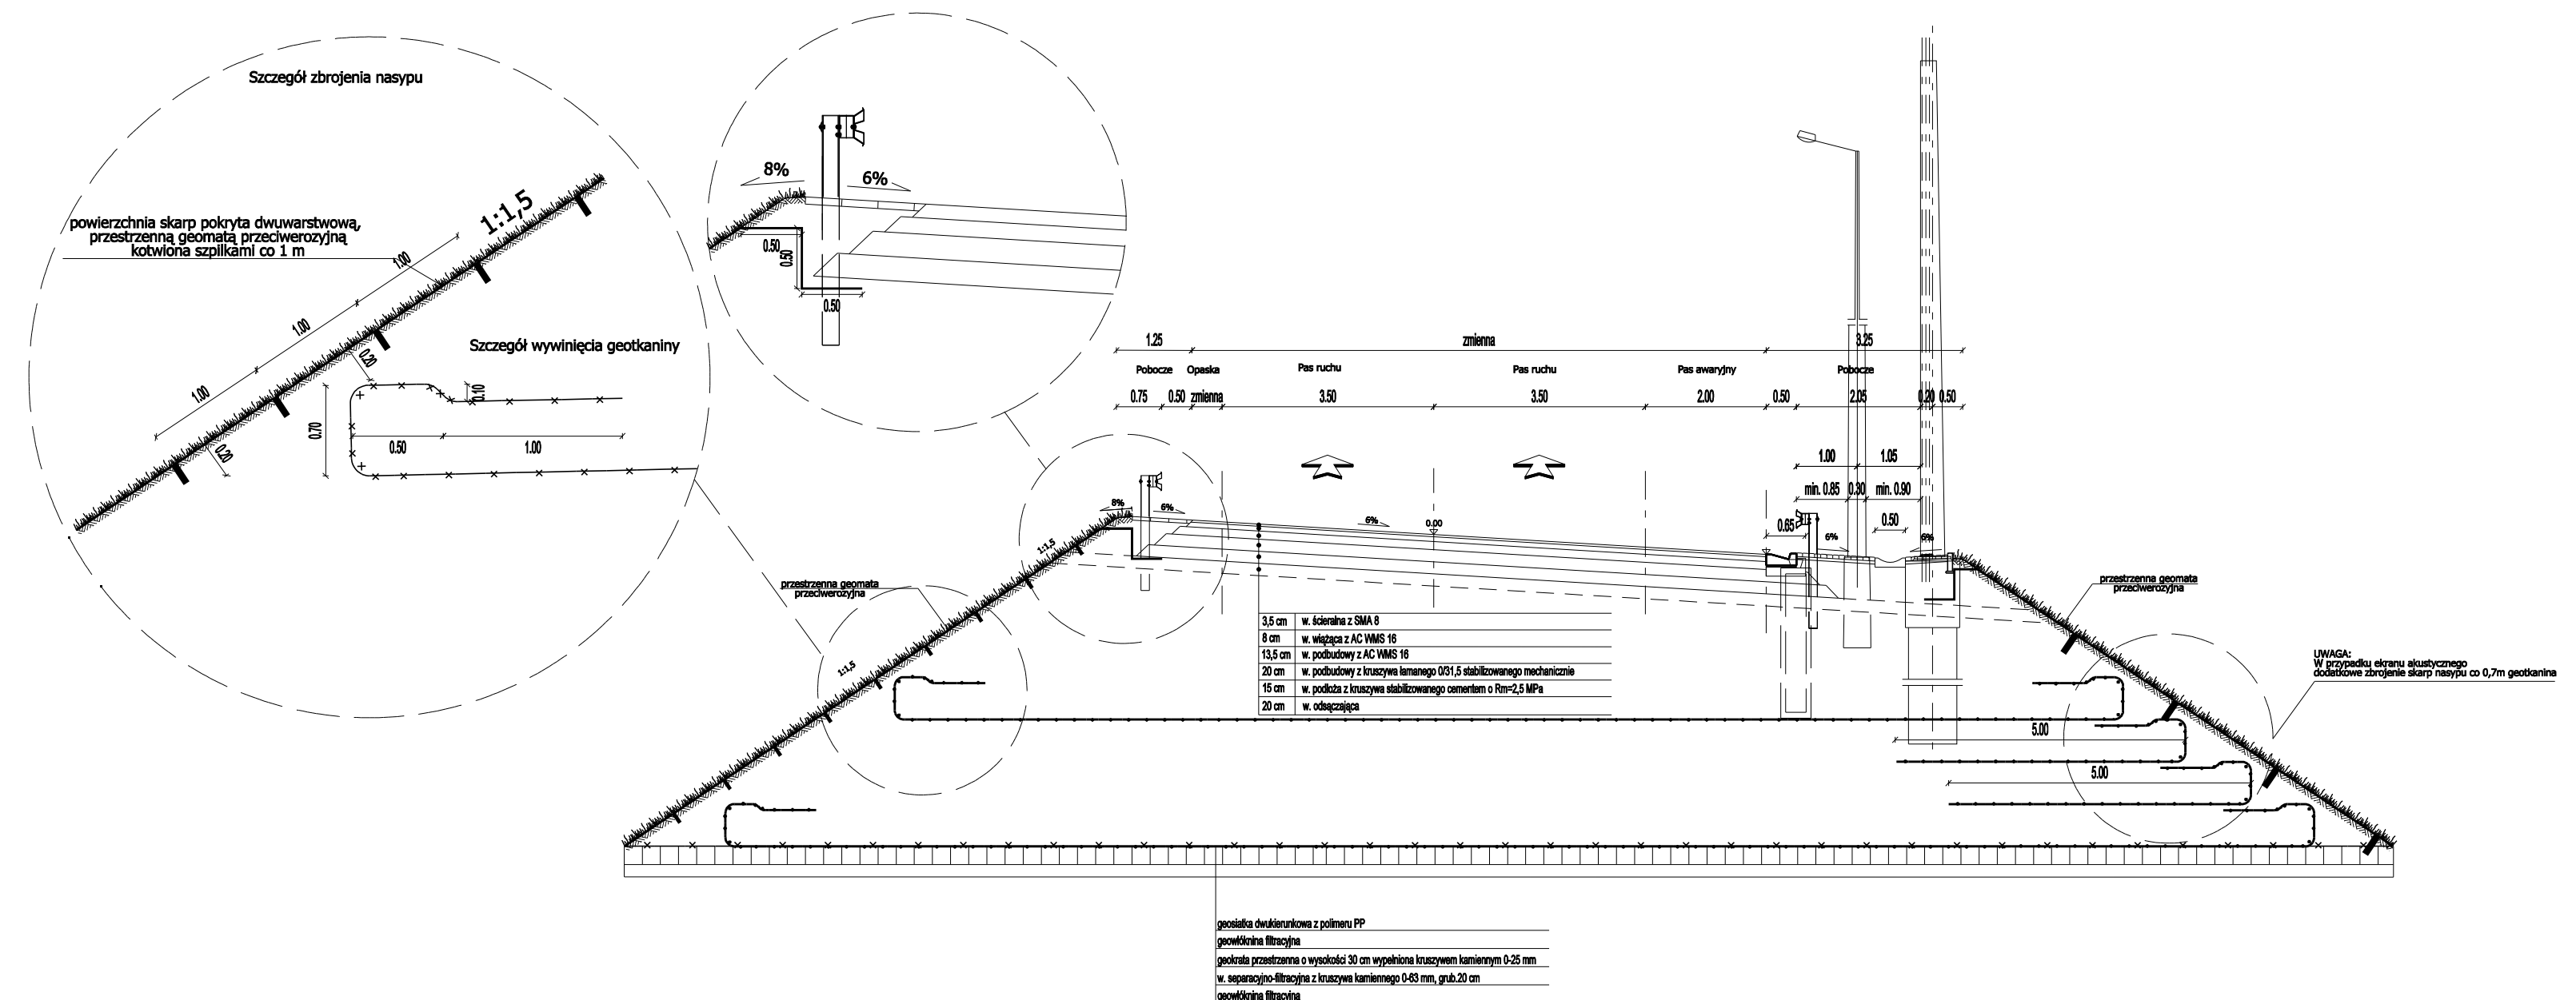 Szczegół zbrojenia nasypu
powierzchnia skarp pokryta dwuwarstwową,
przestrzenną geomatą przeciwerozyjną
kotwiona szpilkami co 1 m
1:1,5
1.00
1.00
1.00
0.20
0.20
Szczegół wywinięcia geotkaniny
0.10
0.70
0.50
1.00
8%
6%
0.50
0.50
0.50
1.25
zmienna
3.25
Pobocze
Opaska
Pas ruchu
Pas ruchu
Pas awaryjny
Pobocze
0.75
0.50
zmienna
3.50
3.50
2.00
0.50
2.05
0.20
0.50
1.00
1.05
min. 0.85
0.30
min. 0.90
0.65
0.50
8%
6%
6%
0.00
6%
6%
1:1,5
1:1,5
przestrzenna geomata
przeciwerozyjna
przestrzenna geomata
przeciwerozyjna
3,5 cm w. ścieralna z SMA 8
8 cm w. wiążąca z AC WMS 16
13,5 cm w. podbudowy z AC WMS 16
20 cm w. podbudowy z kruszywa łamanego 0/31,5 stabilizowanego mechanicznie
15 cm w. podłoża z kruszywa stabilizowanego cementem o Rm=2,5 MPa
20 cm w. odsączająca
UWAGA:
W przypadku ekranu akustycznego
dodatkowe zbrojenie skarp nasypu co 0,7m geotkanina
5.00
5.00
geosiatka dwukierunkowa z polimeru PP
geowłóknina filtracyjna
geokrata przestrzenna o wysokości 30 cm wypełniona kruszywem kamiennym 0-25 mm
w. separacyjno-filtracyjna z kruszywa kamiennego 0-63 mm, grub.20 cm
geowłóknina filtracyjna